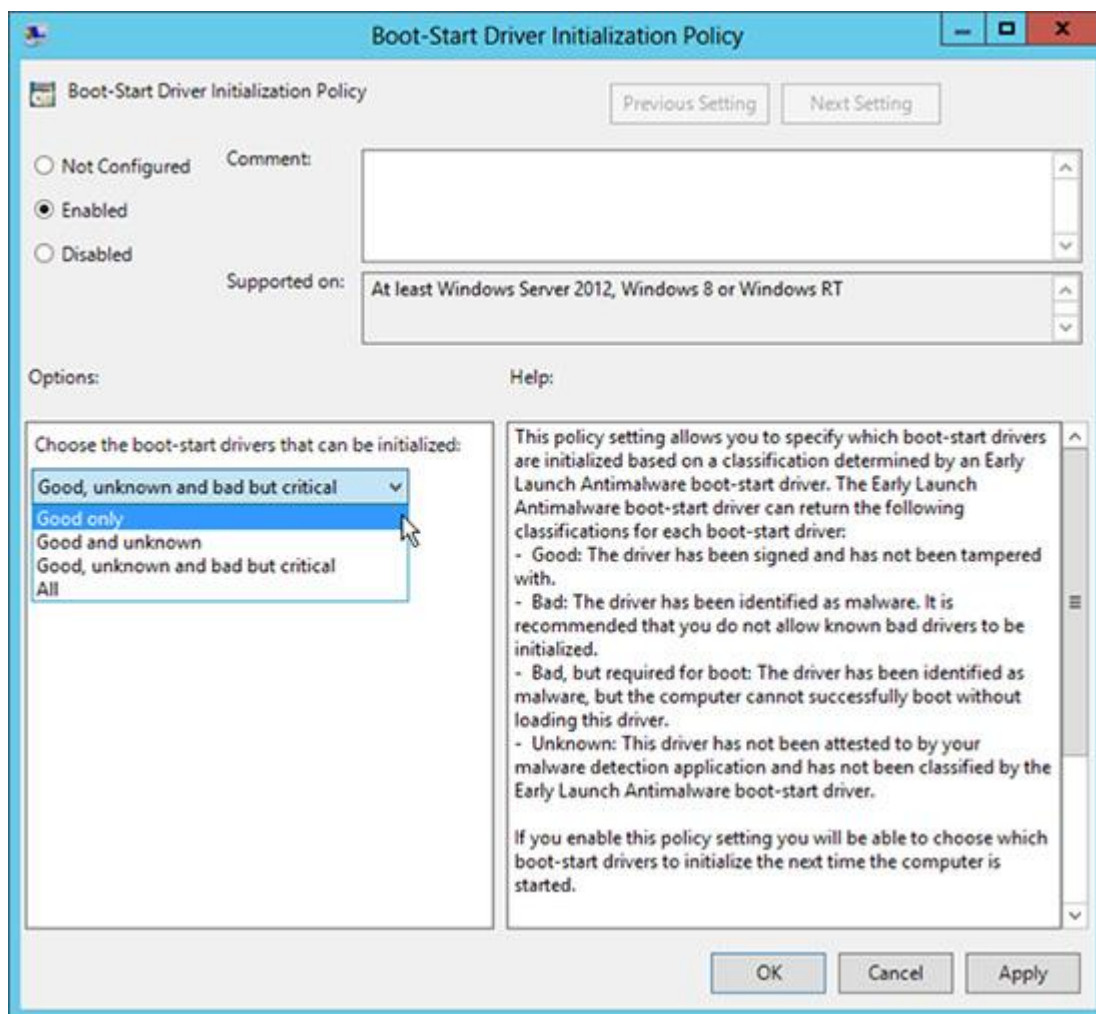 Boot-Start Driver Initialization Policy
Boot-Start Driver Initialization Policy
Previous Setting
Next Setting
Not Configured
Enabled
Disabled
Comment:
Supported on:
At least Windows Server 2012, Windows 8 or Windows RT
Options:
Help:
Choose the boot-start drivers that can be initialized:
Good, unknown and bad but critical
Good only
Good and unknown
Good, unknown and bad but critical
All
This policy setting allows you to specify which boot-start drivers
are initialized based on a classification determined by an Early
Launch Antimalware boot-start driver. The Early Launch
Antimalware boot-start driver can return the following
classifications for each boot-start driver:
- Good: The driver has been signed and has not been tampered
with.
- Bad: The driver has been identified as malware. It is
recommended that you do not allow known bad drivers to be
initialized.
- Bad, but required for boot: The driver has been identified as
malware, but the computer cannot successfully boot without
loading this driver.
- Unknown: This driver has not been attested to by your
malware detection application and has not been classified by the
Early Launch Antimalware boot-start driver.
If you enable this policy setting you will be able to choose which
boot-start drivers to initialize the next time the computer is
started.
OK
Cancel
Apply